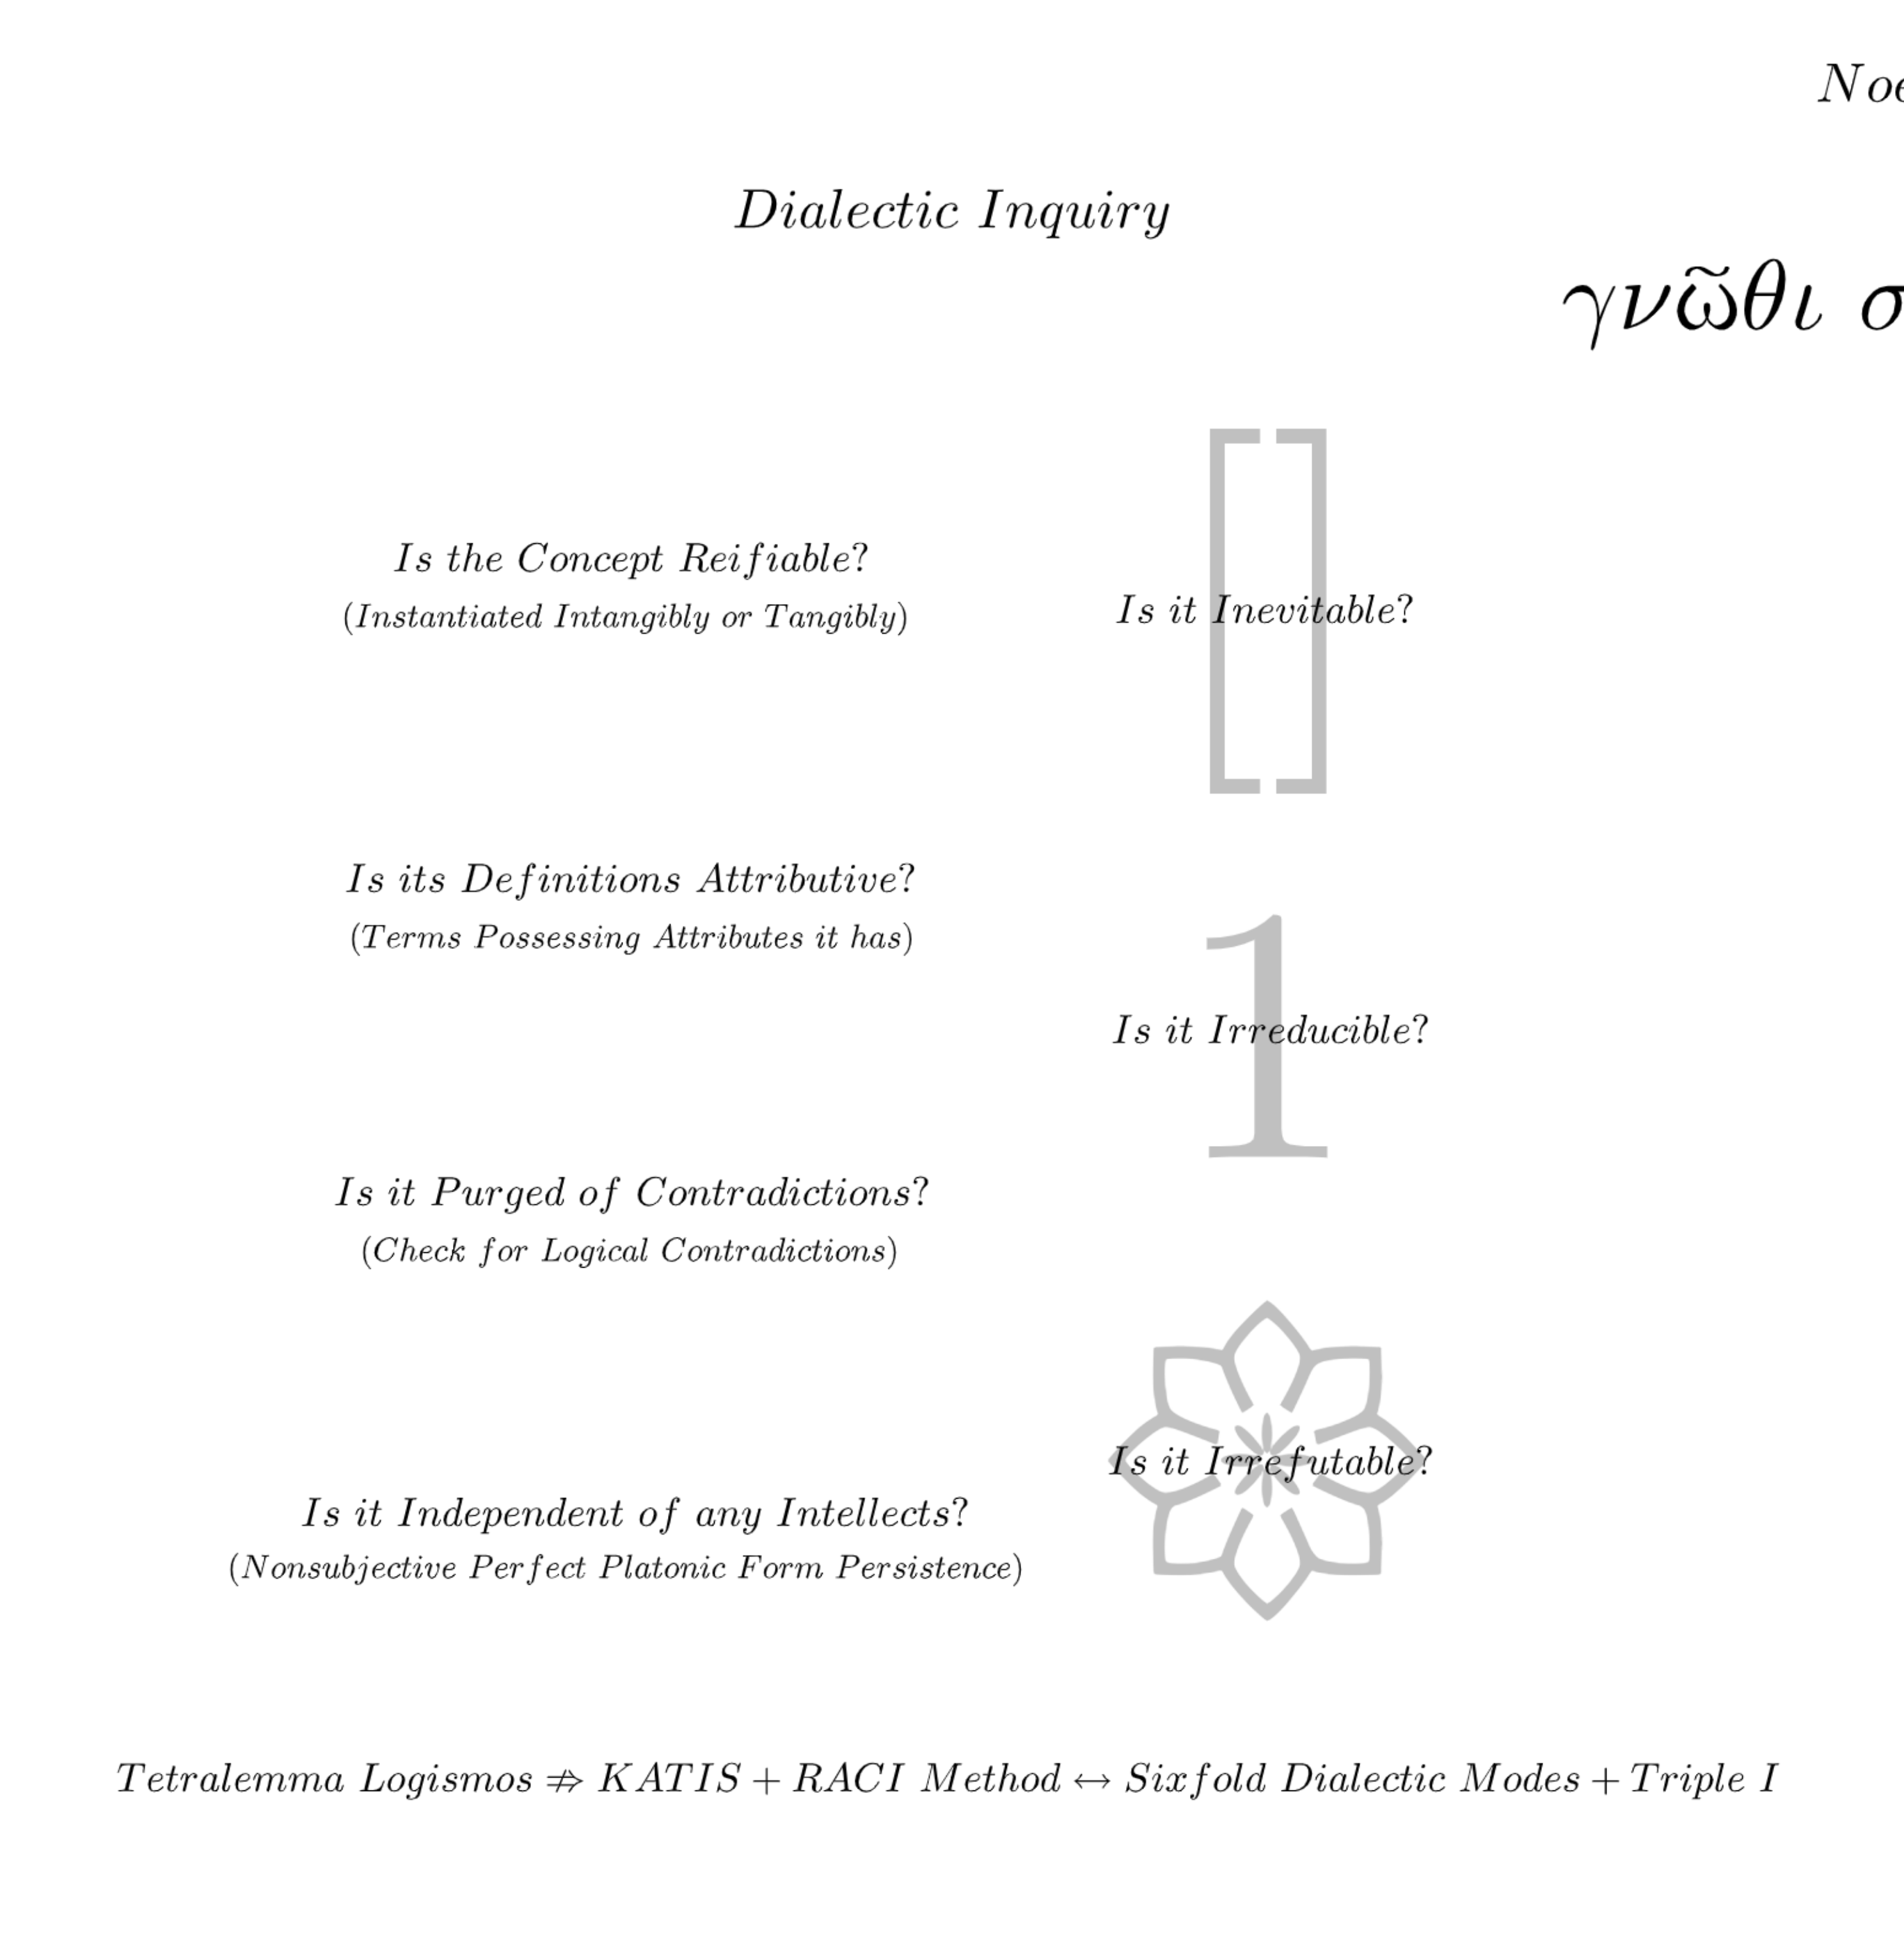 Noe
Dialectic Inquiry
γνῶθι σ
Is the Concept Reifiable?
(Instantiated Intangibly or Tangibly)
Is it Inevitable?
Is its Definitions Attributive?
(Terms Possessing Attributes it has)
1
Is it Irreducible?
Is it Purged of Contradictions?
(Check for Logical Contradictions)
Is it Irrefutable?
Is it Independent of any Intellects?
(Nonsubjective Perfect Platonic Form Persistence)
Tetralemma Logismos ⇏ KATIS + RACI Method ↔ Sixfold Dialectic Modes + Triple I